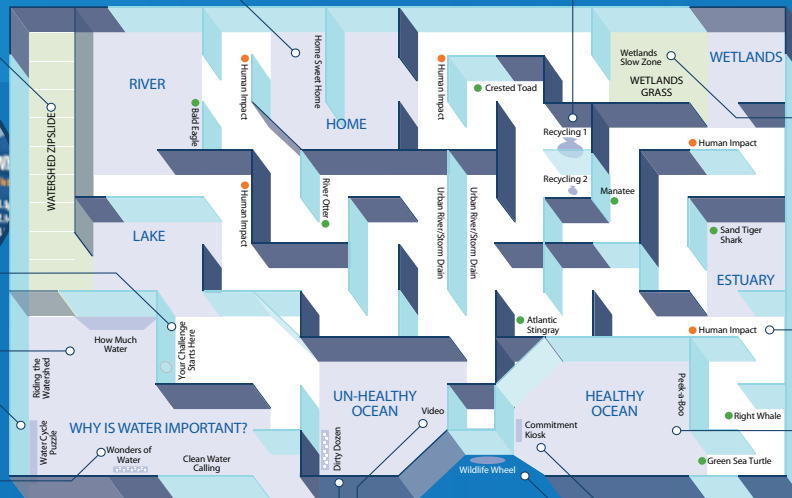 Wetlands
Slow Zone
WETLANDS
GRASS
WETLANDS
RIVER
Home Sweet Home
Human Impact
Human Impact
Crested Toad
WATERSHED ZIPSLIDE
Bald Eagle
HOME
Recycling 1
Human Impact
Recycling 2
Human Impact
River Otter
Urban River/Storm Drain
Urban River/Storm Drain
Manatee
LAKE
Sand Tiger
Shark
ESTUARY
Your Challenge
Starts Here
How Much
Water
Atlantic
Stingray
Human Impact
Riding the
Watershed
UN-HEALTHY
OCEAN
HEALTHY
OCEAN
Peek-a-Boo
Video
Right Whale
Water Cycle
Puzzle
WHY IS WATER IMPORTANT?
Commitment
Kiosk
Wonders of
Water
Clean Water
Calling
Dirty Dozen
Wildlife Wheel
Green Sea Turtle